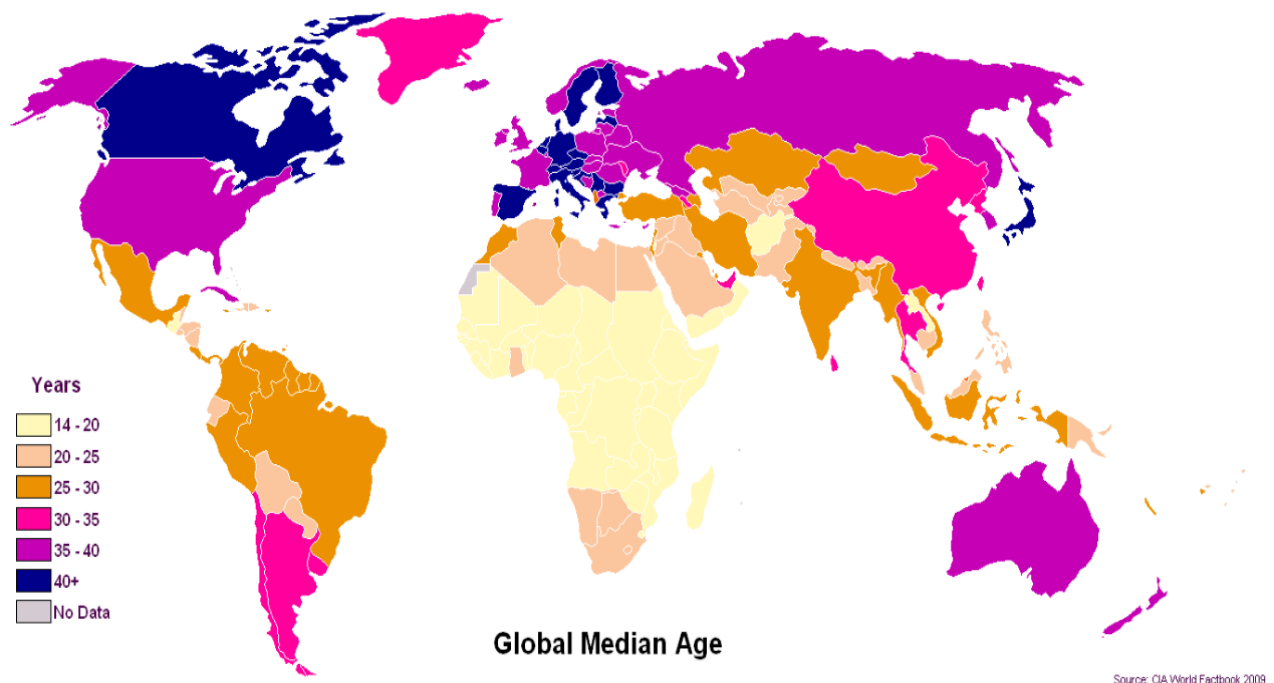 Years
14 - 20
20 - 25
25 - 30
30 - 35
35 - 40
40+
No Data
Global Median Age
Source: CIA World Factbook 2009